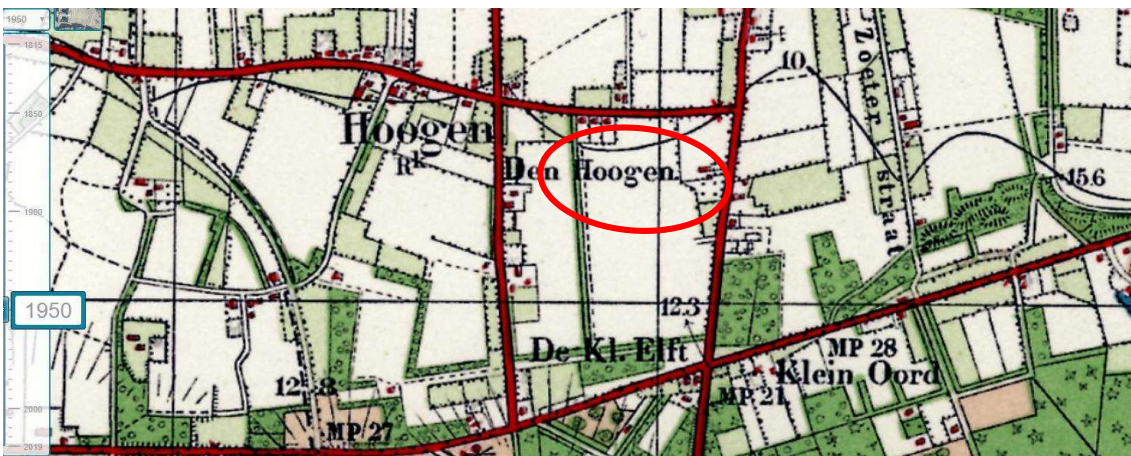 1950
1815
1850
1900
1950
2000
2019
Hoogen
Rk
Den Hoogen
10
Zoeter straat
15.6
12.3
De Kl. Elft
MP 28
Klein Oord
MP 21
12
8
MP 27